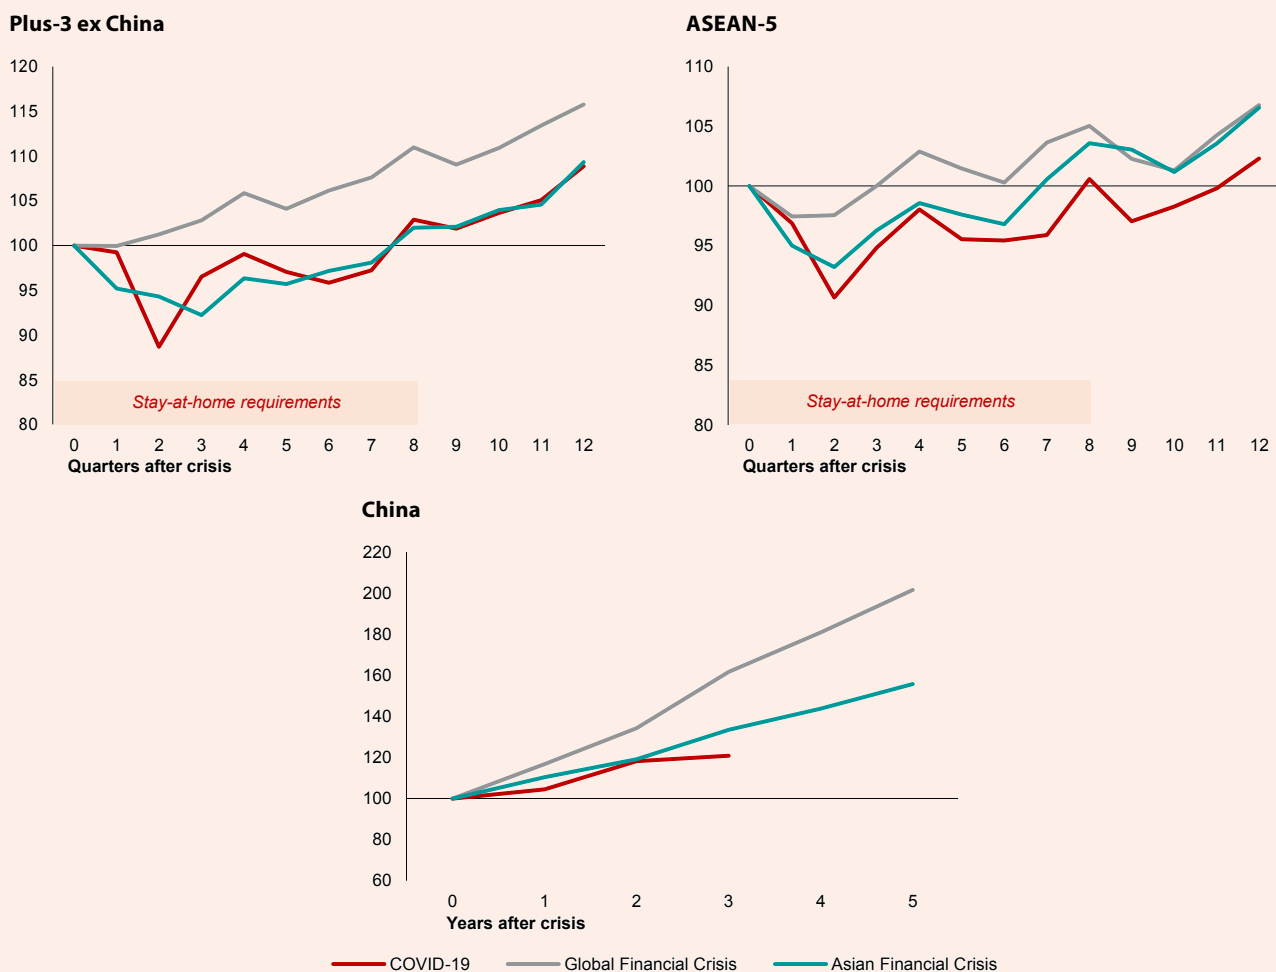 Plus-3 ex China
120
115
110
105
100
95
90
85
80
Stay-at-home requirements
0 1 2 3 4 5 6 7 8 9 10 11 12
Quarters after crisis
ASEAN-5
110
105
100
95
90
85
80
Stay-at-home requirements
0 1 2 3 4 5 6 7 8 9 10 11 12
Quarters after crisis
China
220
200
180
160
140
120
100
80
60
0 1 2 3 4 5
Years after crisis
COVID-19 Global Financial Crisis Asian Financial Crisis